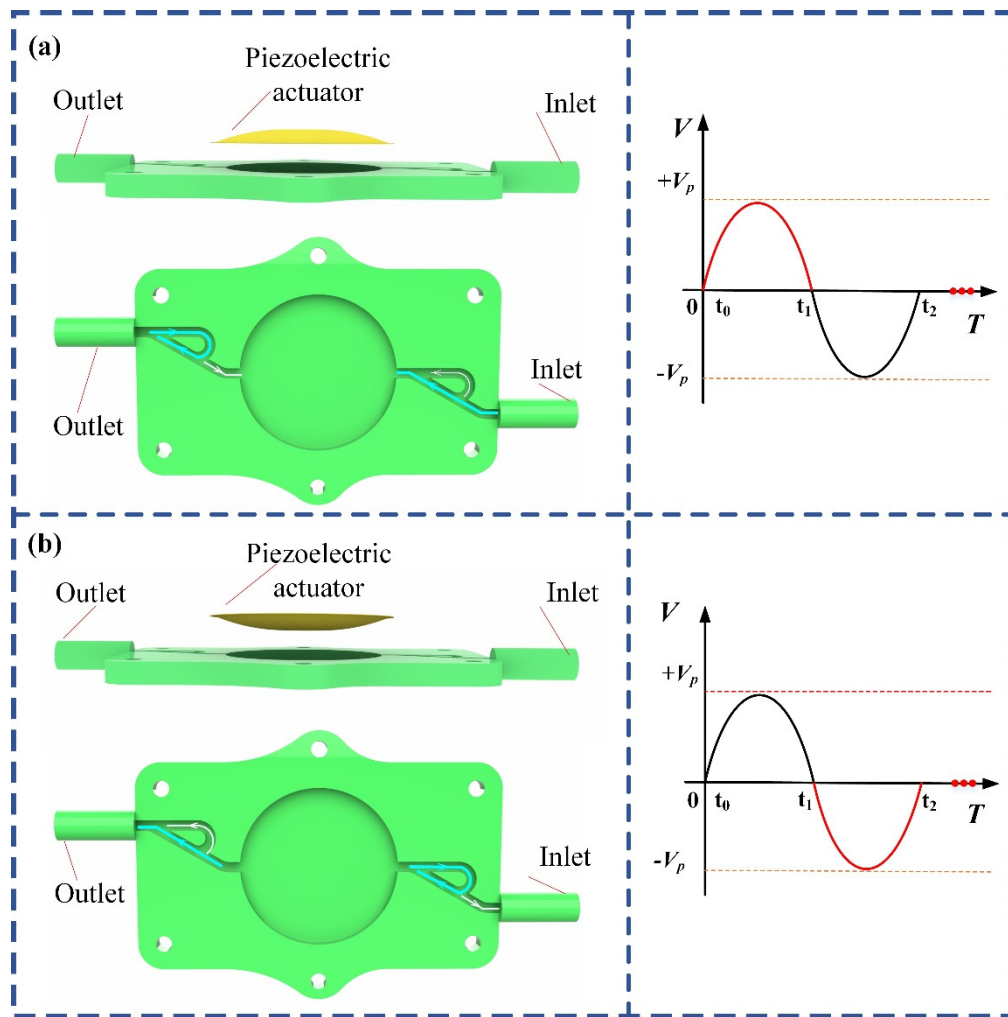 (a)
Piezoelectric
actuator
Outlet
Inlet
Outlet
Inlet
V
+Vp
0 t0 t1 t2 T
-Vp
(b)
Piezoelectric
actuator
Outlet
Inlet
Outlet
Inlet
V
+Vp
0 t0 t1 t2 T
-Vp